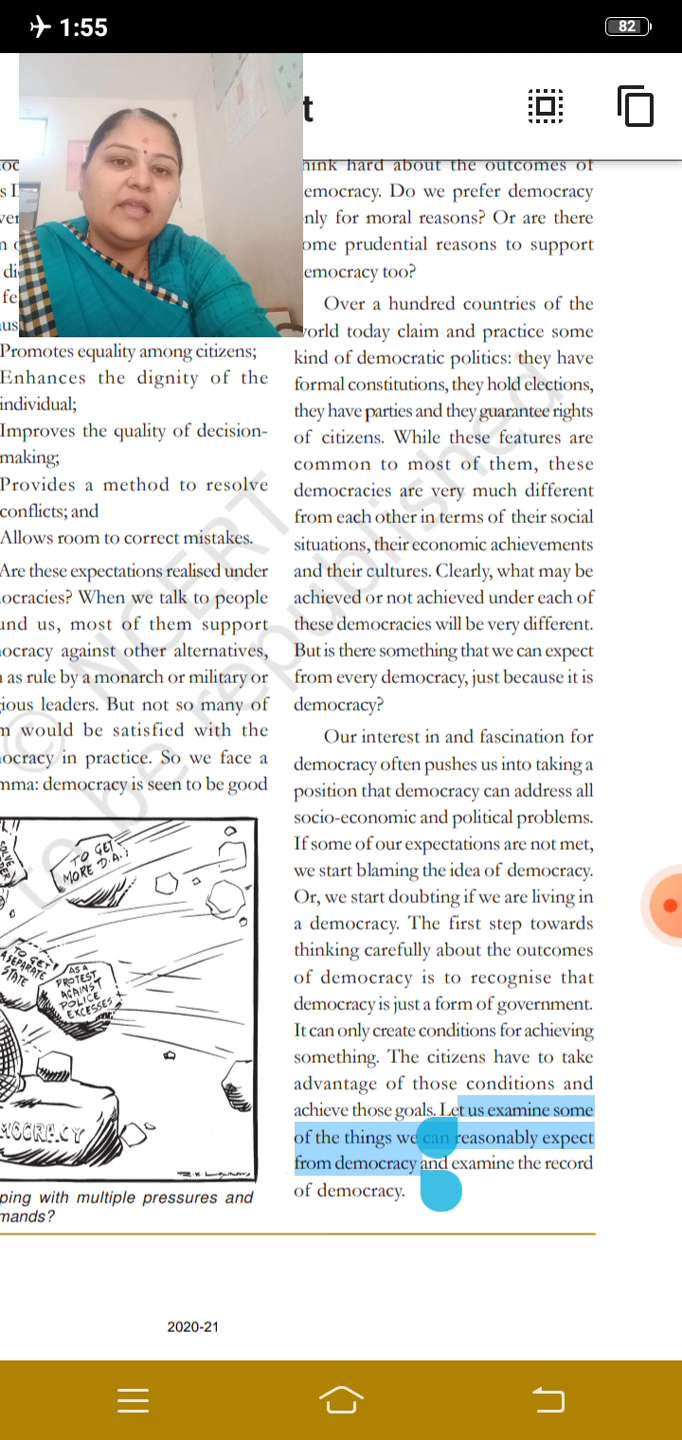 1:55
82
t
hink hard about the outcomes of
emocracy. Do we prefer democracy
nly for moral reasons? Or are there
ome prudential reasons to support
emocracy too?
Over a hundred countries of the
world today claim and practice some
kind of democratic politics: they have
formal constitutions, they hold elections,
they have parties and they guarantee rights
of citizens. While these features are
common to most of them, these
democracies are very much different
from each other in terms of their social
situations, their economic achievements
and their cultures. Clearly, what may be
achieved or not achieved under each of
these democracies will be very different.
But is there something that we can expect
from every democracy, just because it is
democracy?
Our interest in and fascination for
democracy often pushes us into taking a
position that democracy can address all
socio-economic and political problems.
If some of our expectations are not met,
we start blaming the idea of democracy.
Or, we start doubting if we are living in
a democracy. The first step towards
thinking carefully about the outcomes
of democracy is to recognise that
democracy is just a form of government.
It can only create conditions for achieving
something. The citizens have to take
advantage of those conditions and
achieve those goals. Let us examine some
of the things we can reasonably expect
from democracy and examine the record
of democracy.
Promotes equality among citizens;
Enhances the dignity of the
individual;
Improves the quality of decision-
making;
Provides a method to resolve
conflicts; and
Allows room to correct mistakes.
Are these expectations realised under
ocracies? When we talk to people
und us, most of them support
ocracy against other alternatives,
as rule by a monarch or military or
ious leaders. But not so many of
m would be satisfied with the
ocracy in practice. So we face a
mma: democracy is seen to be good
TO GET
MORE D.A.!
TO GET
A SEPARATE
STATE
AS A
PROTEST
AGAINST
POLICE
EXCESSES
MOCRACY
ping with multiple pressures and
mands?
© NCERT
to be republished
2020-21